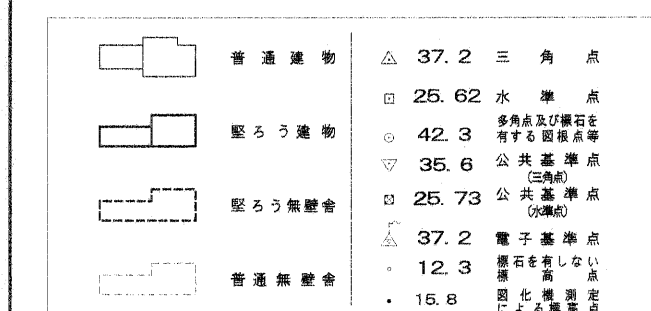 普通建物
堅ろう建物
堅ろう無壁舎
普通無壁舎
37.2 三角点
25.62 水準点
42.3 多角点及び標石を
有する図根点等
35.6 公共基準点
(三角点)
25.73 公共基準点
(水準点)
37.2 電子基準点
12.3 標石を有しない
標高点
15.8 図化機測定
による標高点